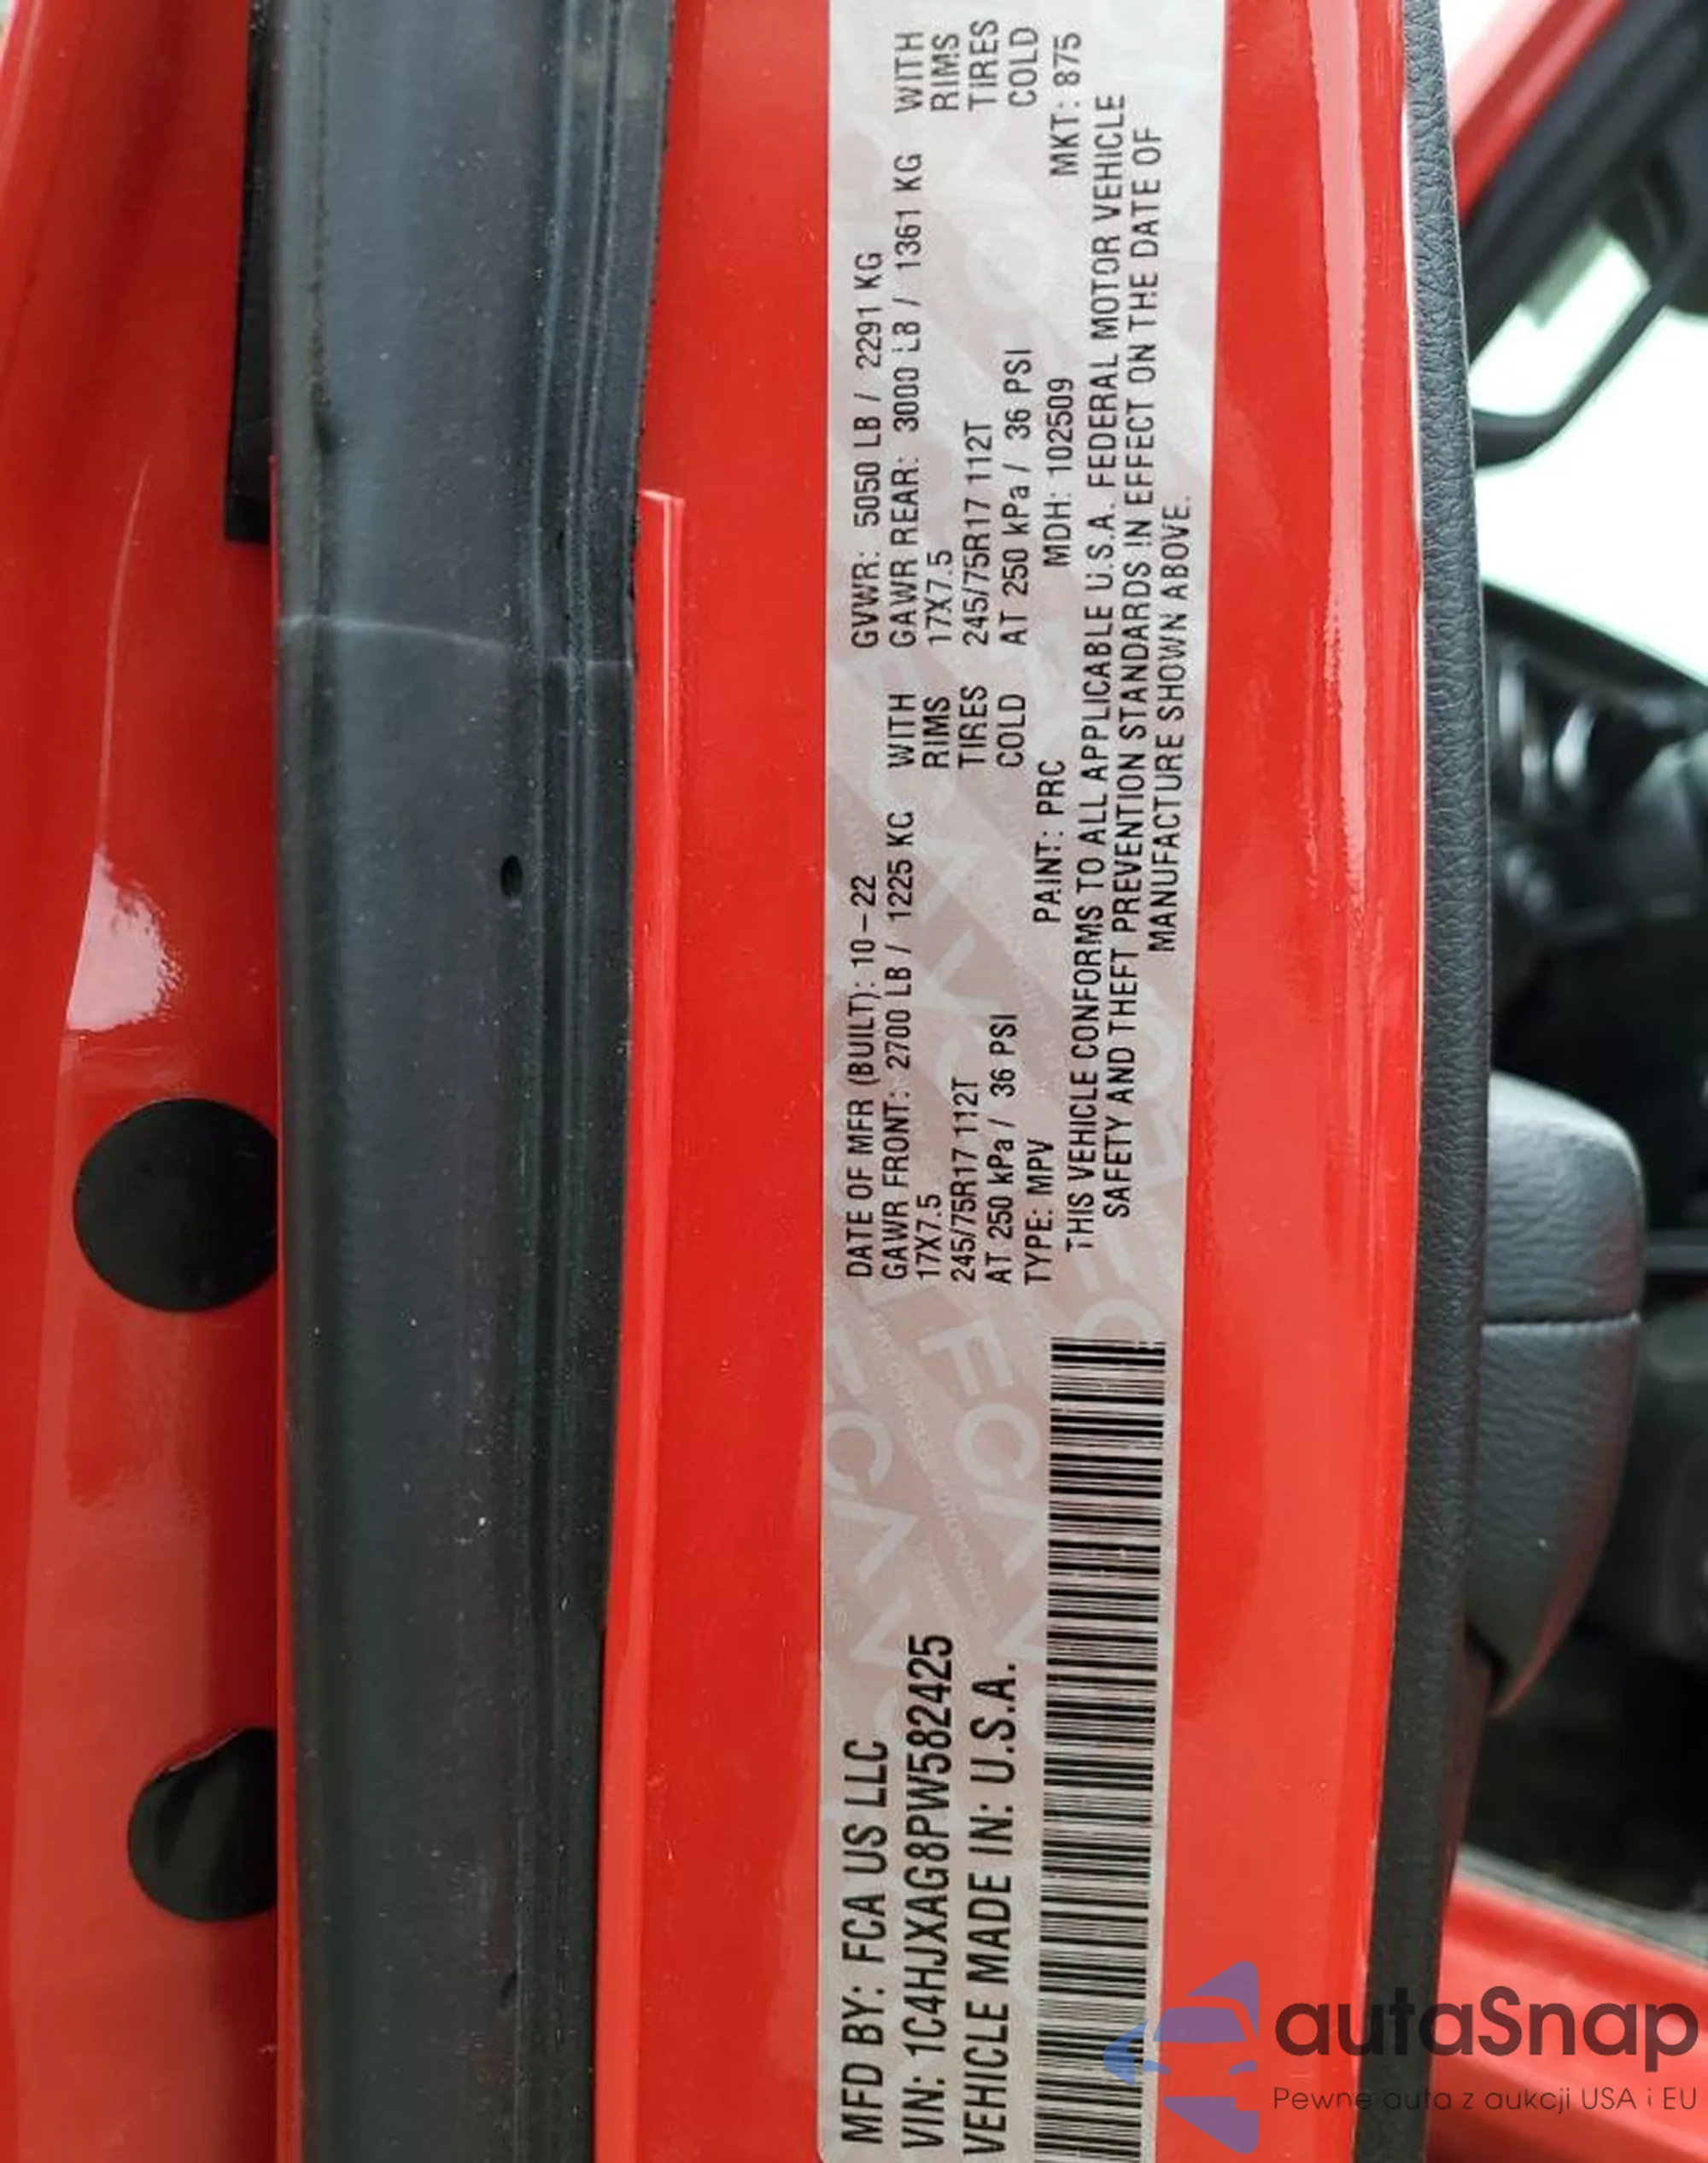 MFD BY: FCA US LLC
VIN: 1C4HJXAG8PW582425
VEHICLE MADE IN: U.S.A.
DATE OF MFR (BUILT): 10-22 GVWR: 5050 LB / 2291 KG
GAWR FRONT: 2700 LB / 1225 KG WITH GAWR REAR: 3000 LB / 1361 KG WITH
17X7.5 RIMS 17X7.5 RIMS
245/75R17 112T TIRES 245/75R17 112T TIRES
AT 250 kPa / 36 PSI COLD AT 250 kPa / 36 PSI COLD
TYPE: MPV PAINT: PRC MDH: 102509 MKT: 875
THIS VEHICLE CONFORMS TO ALL APPLICABLE U.S.A. FEDERAL MOTOR VEHICLE
SAFETY AND THEFT PREVENTION STANDARDS IN EFFECT ON THE DATE OF
MANUFACTURE SHOWN ABOVE.
autaSnap
Pewne auta z aukcji USA i EU